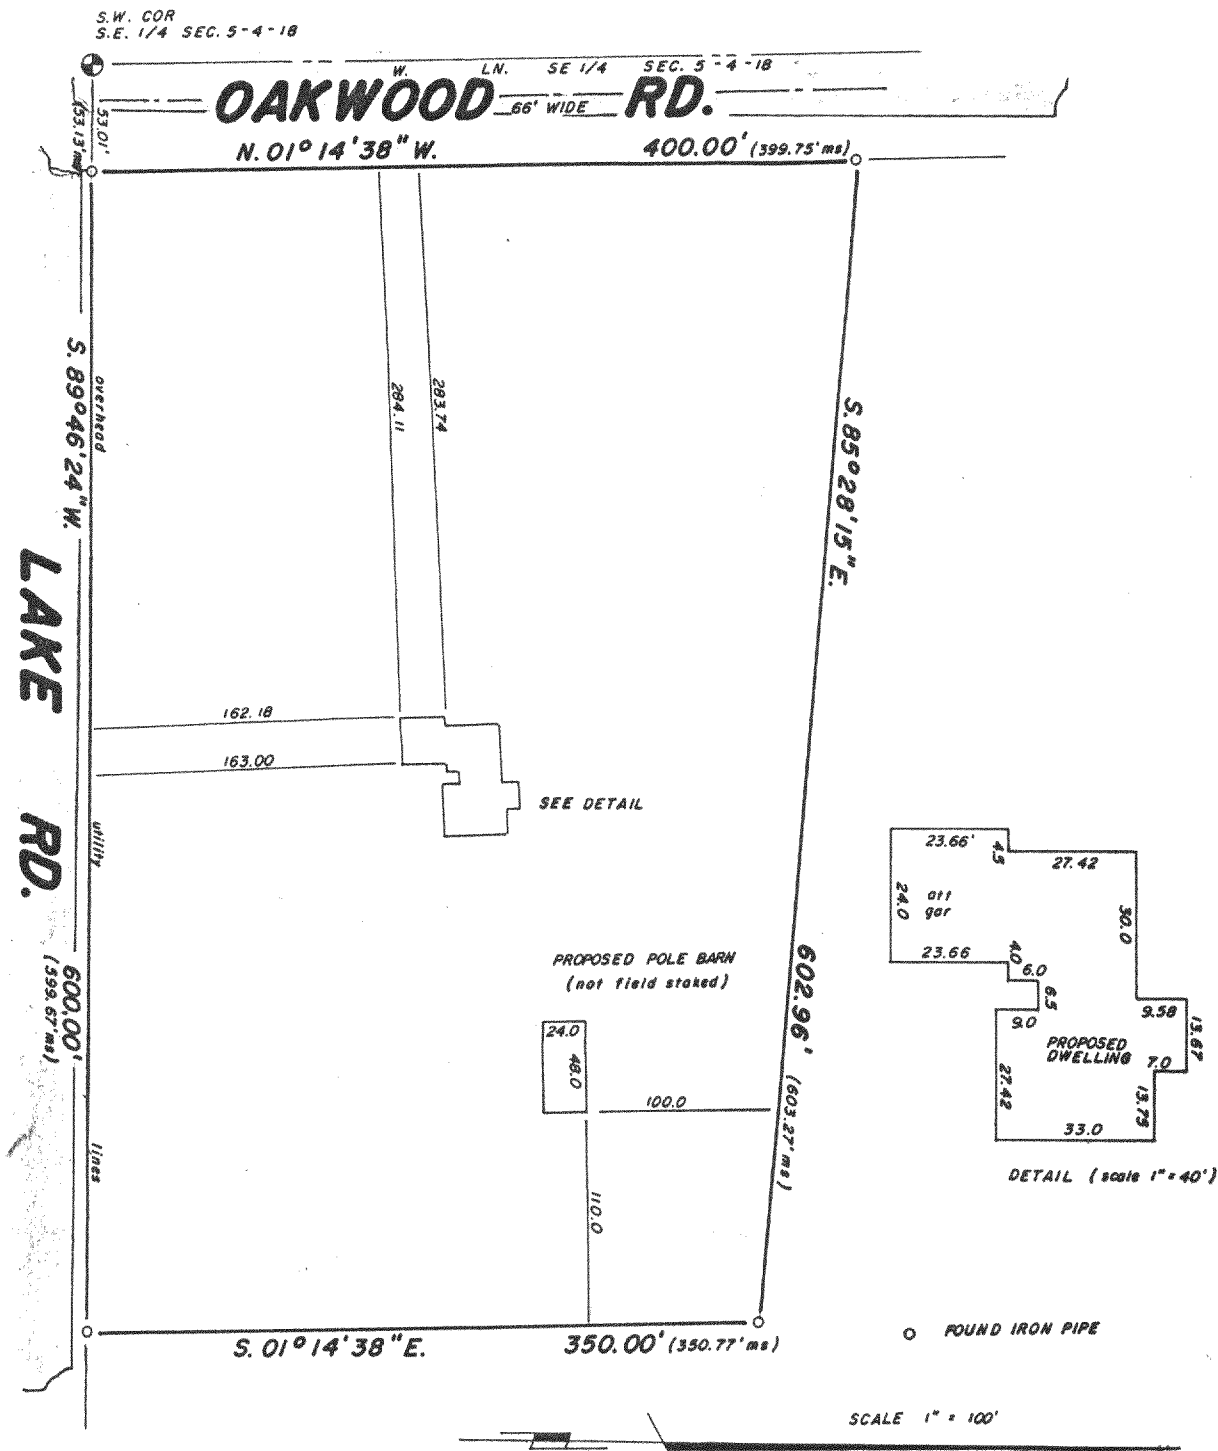 S.W. COR
S.E. 1/4 SEC. 5-4-18
W. LN. SE 1/4 SEC. 5-4-18
OAKWOOD RD.
66' WIDE
53.01'
(53.13' ms)
N. 01° 14' 38" W.
400.00' (399.75' ms)
S. 89° 46' 24" W.
overhead
284.11
283.74
S. 85° 28' 15" E.
LAKE RD.
162.18
163.00
SEE DETAIL
utility
600.00'
(599.67' ms)
lines
PROPOSED POLE BARN
(not field staked)
24.0
48.0
100.0
110.0
602.96' (603.27' ms)
23.66'
4.5
27.42
24.0
att
gar
30.0
23.66
4.0
6.0
6.5
9.0
9.58
13.67
PROPOSED
DWELLING
7.0
27.42
13.75
33.0
DETAIL (scale 1" = 40')
S. 01° 14' 38" E.
350.00' (350.77' ms)
FOUND IRON PIPE
SCALE 1" = 100'